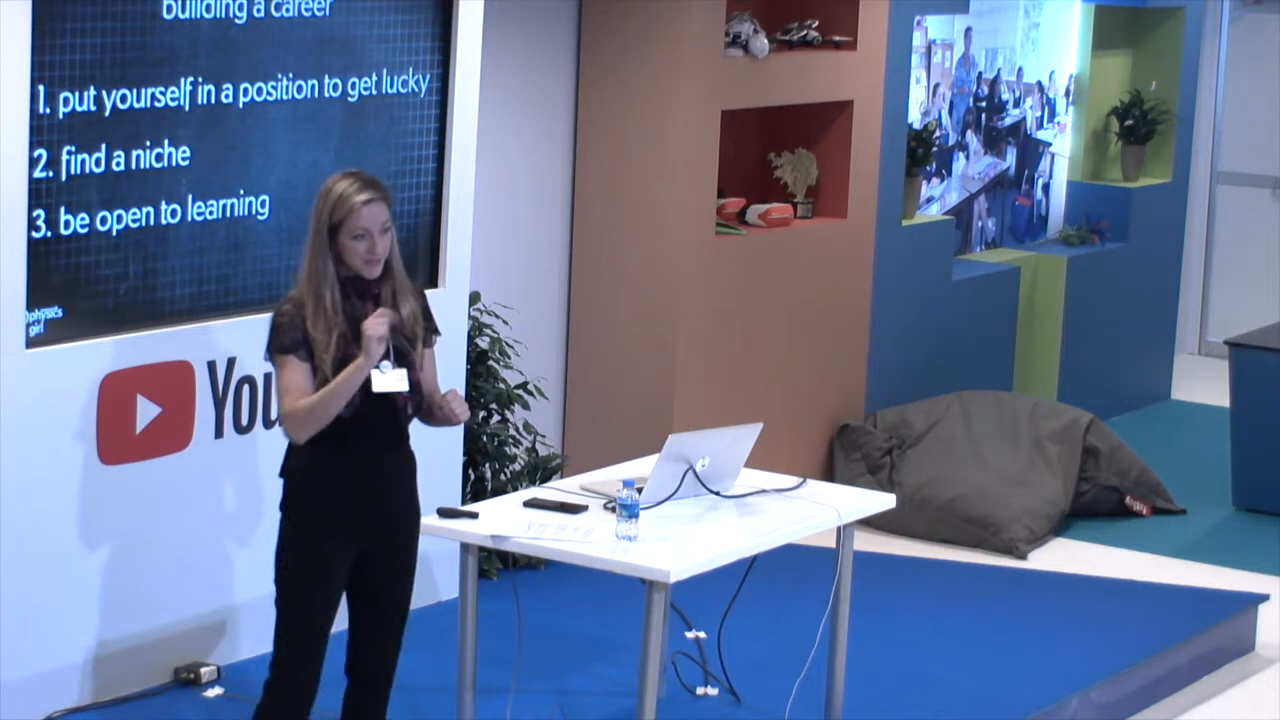 building a career
1. put yourself in a position to get lucky
2. find a niche
3. be open to learning
physics
girl
You